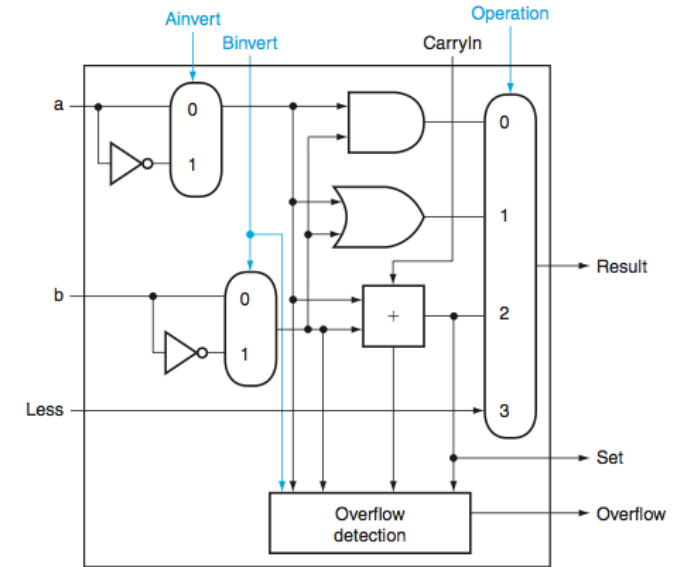 Operation
Ainvert
Binvert
CarryIn
a
0
0
1
1
Result
b
0
+
2
1
Less
3
Set
Overflow
detection
Overflow